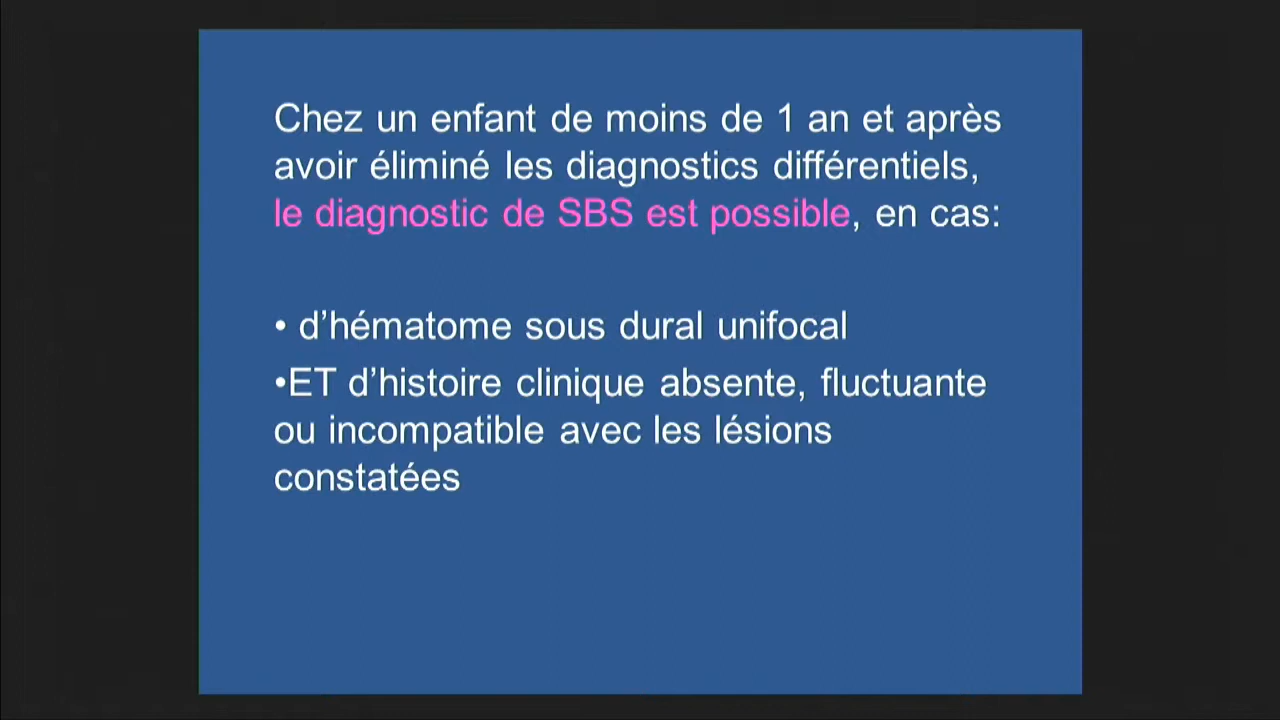 Chez un enfant de moins de 1 an et après
avoir éliminé les diagnostics différentiels,
le diagnostic de SBS est possible, en cas:
• d’hématome sous dural unifocal
•ET d’histoire clinique absente, fluctuante
ou incompatible avec les lésions
constatées